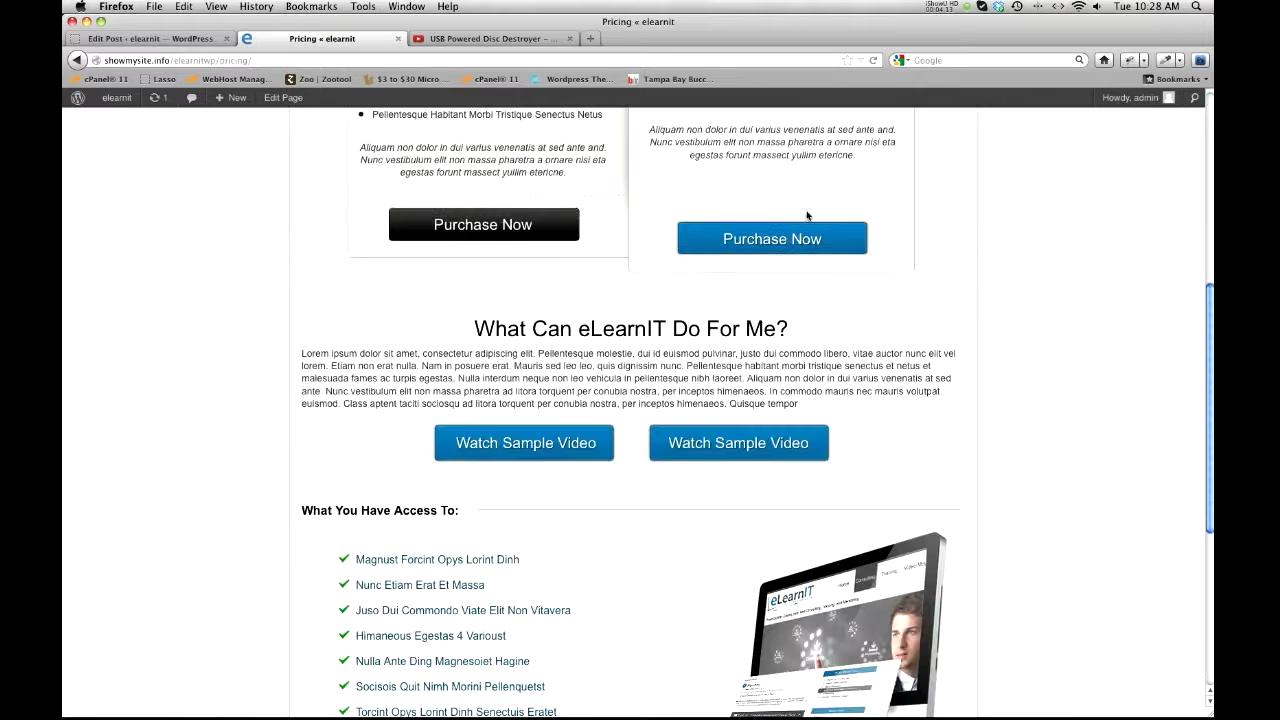 Firefox File Edit View History Bookmarks Tools Window Help
iShowU HD
00:04:13
Tue 10:28 AM
Pricing « elearnit
Edit Post ‹ elearnit — WordPress
Pricing « elearnit
USB Powered Disc Destroyer – ...
showmysite.info/elearnitwp/pricing/
Google
cPanel® 11 Lasso WebHost Manag... Zoo | Zootool $3 to $30 Micro ... cPanel® 11 Wordpress The... Tampa Bay Bucc...
Bookmarks
elearnit 1 + New Edit Page
Howdy, admin
Pellentesque Habitant Morbi Tristique Senectus Netus
Aliquam non dolor in dui varius venenatis at sed ante and.
Nunc vestibulum elit non massa pharetra a ornare nisi eta
egestas forunt massect yullim etericne.
Purchase Now
Aliquam non dolor in dui varius venenatis at sed ante and.
Nunc vestibulum elit non massa pharetra a ornare nisi eta
egestas forunt massect yullim etericne.
Purchase Now
What Can eLearnIT Do For Me?
Lorem ipsum dolor sit amet, consectetur adipiscing elit. Pellentesque molestie, dui id euismod pulvinar, justo dui commodo libero, vitae auctor nunc elit vel
lorem. Etiam non erat nulla. Nam in posuere erat. Mauris sed leo leo, quis dignissim nunc. Pellentesque habitant morbi tristique senectus et netus et
malesuada fames ac turpis egestas. Nulla interdum neque non leo vehicula in pellentesque nibh laoreet. Aliquam non dolor in dui varius venenatis at sed
ante. Nunc vestibulum elit non massa pharetra ad litora torquent per conubia nostra, per inceptos himenaeos. In commodo mauris nec mauris volutpat
euismod. Class aptent taciti sociosqu ad litora torquent per conubia nostra, per inceptos himenaeos. Quisque tempor
Watch Sample Video
Watch Sample Video
What You Have Access To:
Magnust Forcint Opys Lorint Dinh
Nunc Etiam Erat Et Massa
Juso Dui Commondo Viate Elit Non Vitavera
Himaneous Egestas 4 Varioust
Nulla Ante Ding Magnesoiet Hagine
Socisois Quit Nimh Morini Pellenquetst
Torcint Opys Lorint Dinh Senectuis Eratet
eLearnIT
Home Consulting Training